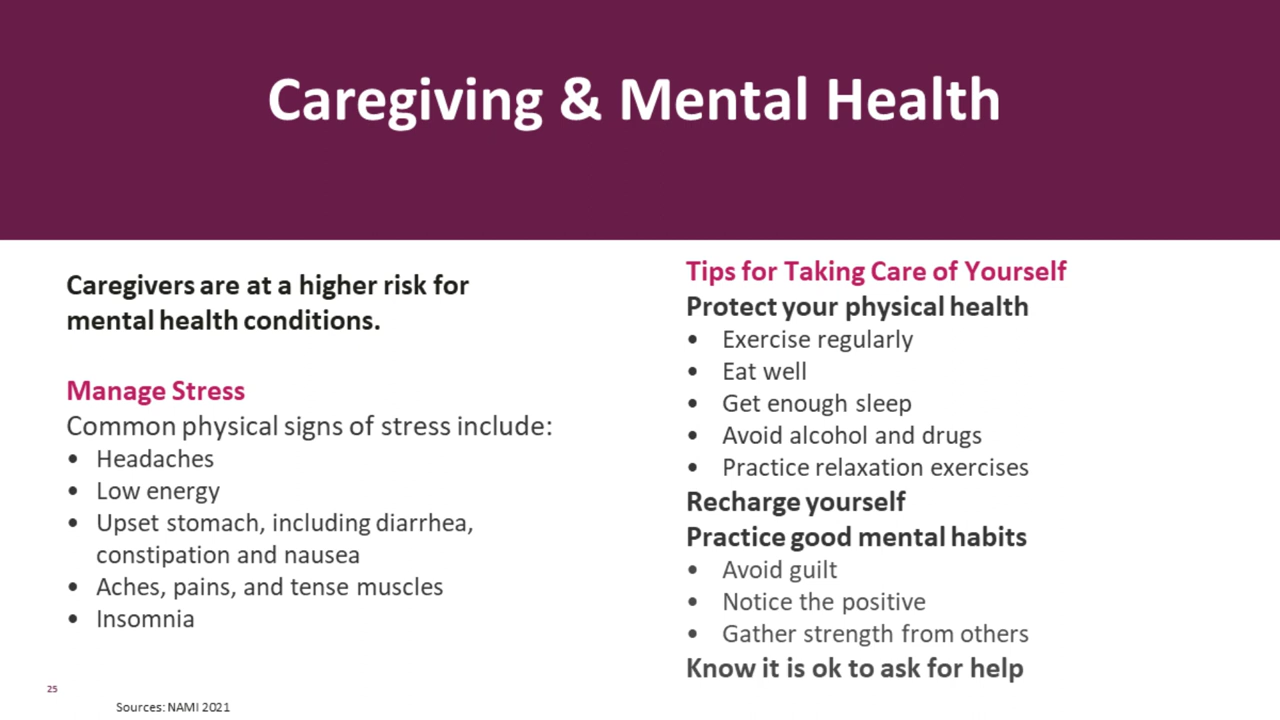 Caregiving & Mental Health
Caregivers are at a higher risk for
mental health conditions.
Manage Stress
Common physical signs of stress include:
• Headaches
• Low energy
• Upset stomach, including diarrhea,
constipation and nausea
• Aches, pains, and tense muscles
• Insomnia
Tips for Taking Care of Yourself
Protect your physical health
• Exercise regularly
• Eat well
• Get enough sleep
• Avoid alcohol and drugs
• Practice relaxation exercises
Recharge yourself
Practice good mental habits
• Avoid guilt
• Notice the positive
• Gather strength from others
Know it is ok to ask for help
25
Sources: NAMI 2021